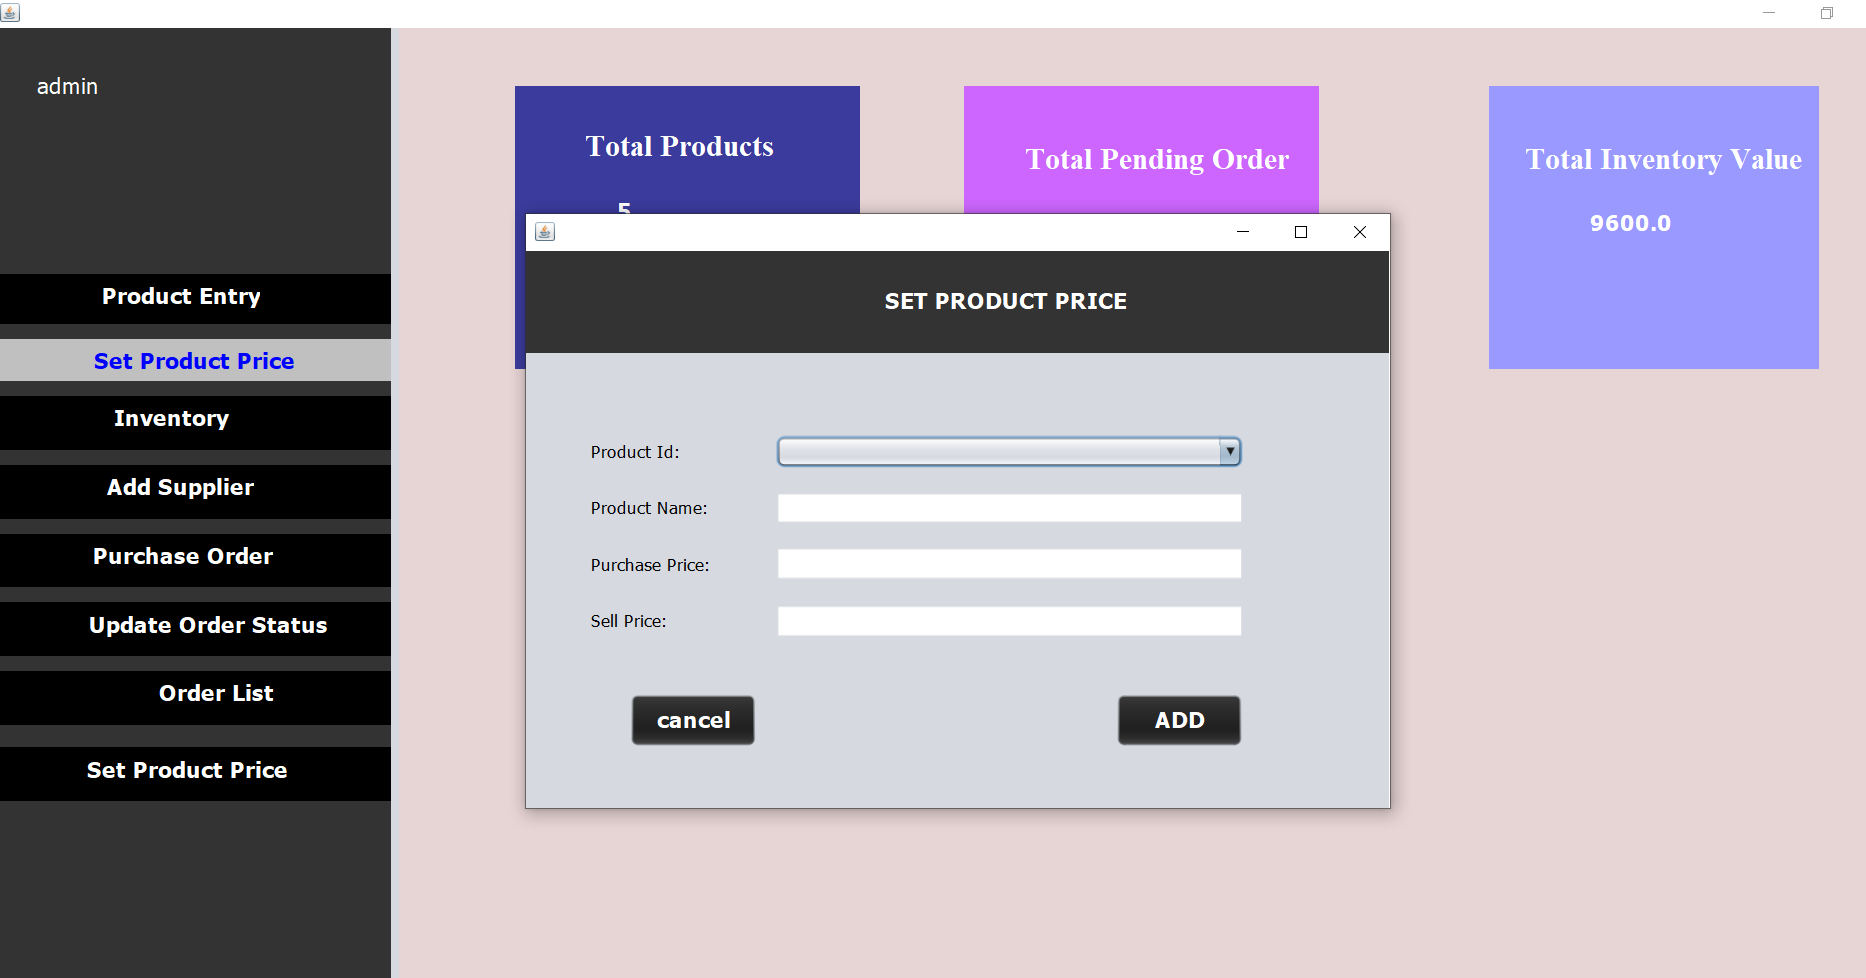 admin
Product Entry
Set Product Price
Inventory
Add Supplier
Purchase Order
Update Order Status
Order List
Set Product Price
Total Products
5
Total Pending Order
Total Inventory Value
9600.0
SET PRODUCT PRICE
Product Id:
Product Name:
Purchase Price:
Sell Price:
cancel
ADD